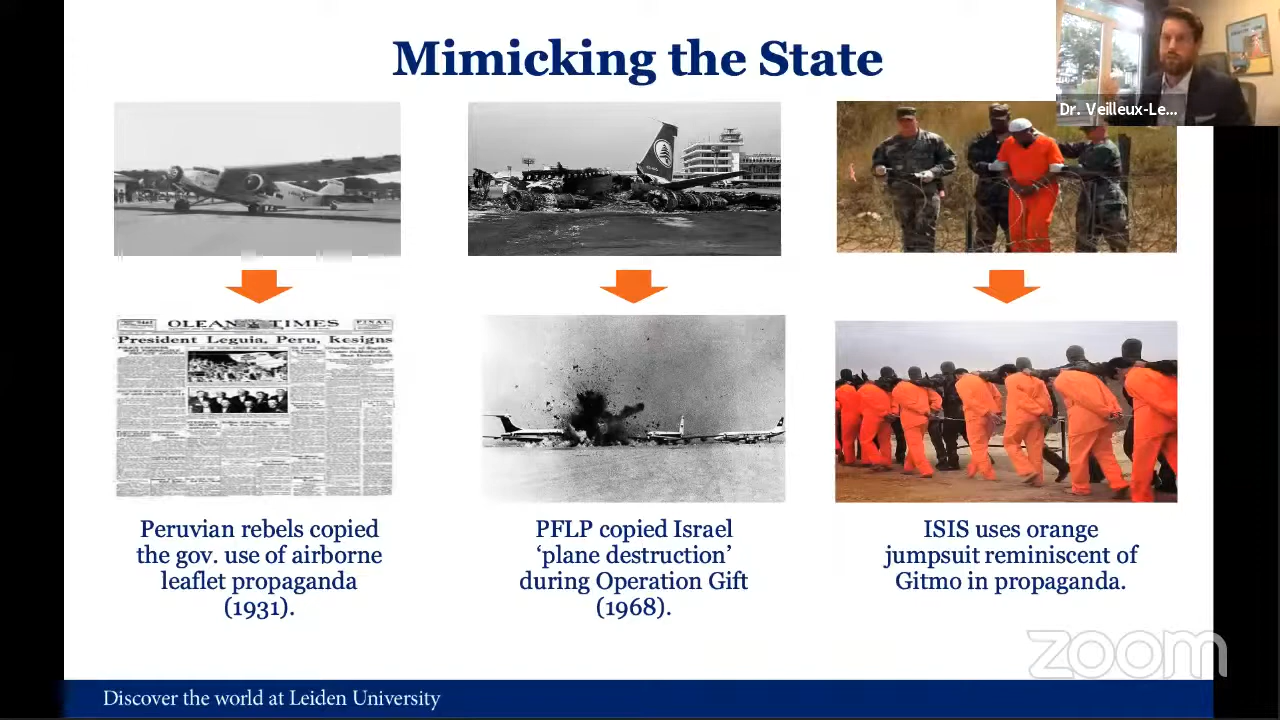 Mimicking the State
Dr. Veilleux-Le...
OLEAN TIMES
FINAL
President Leguia, Peru, Resigns
Peruvian rebels copied
the gov. use of airborne
leaflet propaganda
(1931).
PFLP copied Israel
‘plane destruction’
during Operation Gift
(1968).
ISIS uses orange
jumpsuit reminiscent of
Gitmo in propaganda.
zoom
Discover the world at Leiden University